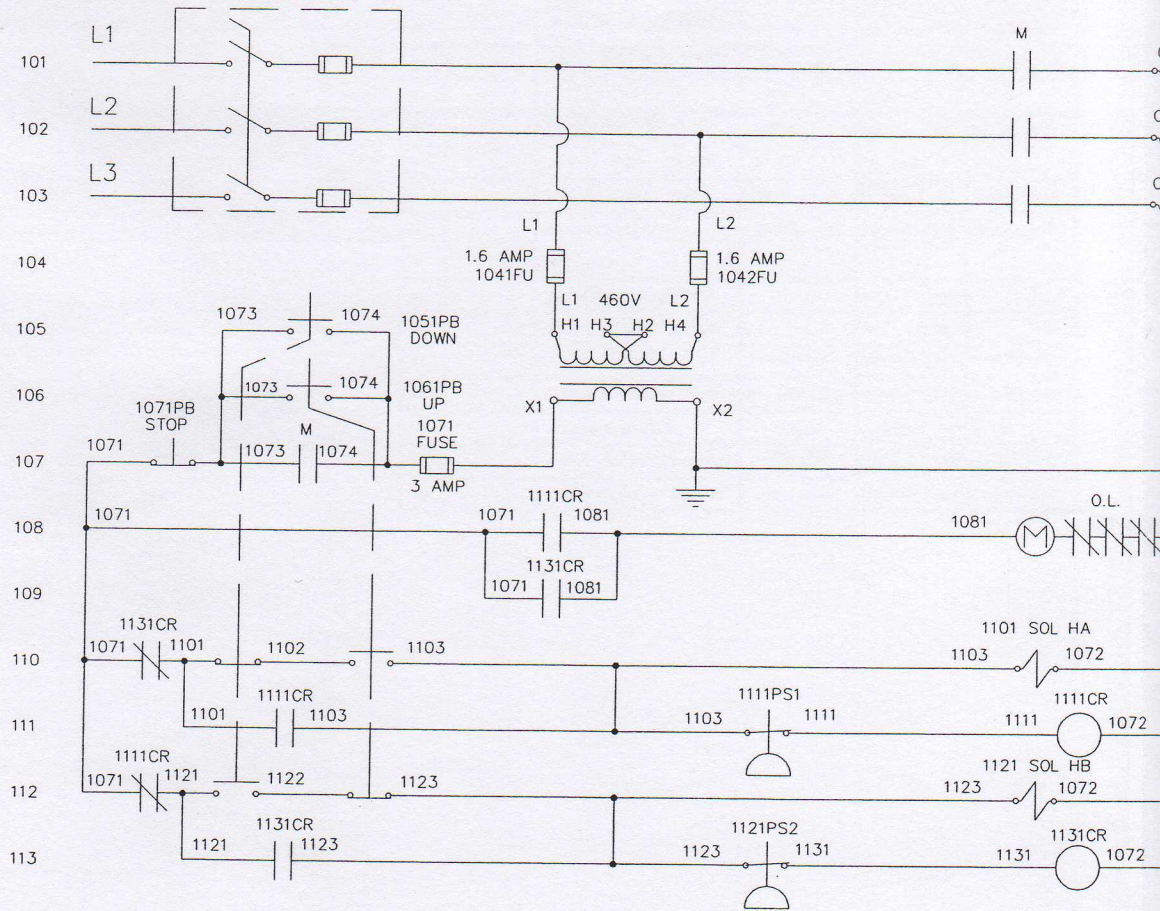 L1
M
101
L2
102
L3
103
L1
L2
104
1.6 AMP
1041FU
1.6 AMP
1042FU
L1 460V L2
105
1073 1074
1051PB
DOWN
H1 H3 H2 H4
106
1073 1074
1061PB
UP
X1 X2
1071PB
STOP
M
1071
FUSE
107
1071 1073 1074
3 AMP
1111CR
O.L.
108
1071 1071 1081 1081 M
1131CR
109
1071 1081
1131CR
1101 SOL HA
110
1071 1101 1102 1103 1103 1072
1111CR
1111PS1
1111CR
111
1101 1103 1103 1111 1111 1072
1111CR
1121 SOL HB
112
1071 1121 1122 1123 1123 1072
1131CR
1121PS2
1131CR
113
1121 1123 1123 1131 1131 1072